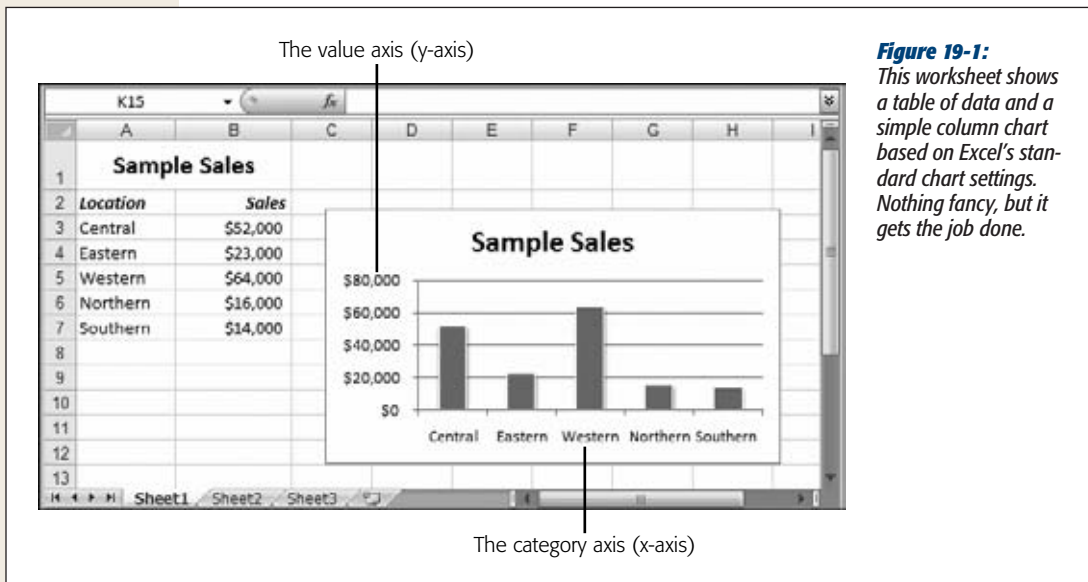 The value axis (y-axis)
Figure 19-1:
This worksheet shows
a table of data and a
simple column chart
based on Excel's stan-
dard chart settings.
Nothing fancy, but it
gets the job done.
K15 fx
A B C D E F G H I
1 Sample Sales
2 Location Sales
3 Central $52,000
4 Eastern $23,000
5 Western $64,000
6 Northern $16,000
7 Southern $14,000
8
9
10
11
12
13
Sample Sales
$80,000
$60,000
$40,000
$20,000
$0
Central Eastern Western Northern Southern
Sheet1 Sheet2 Sheet3
The category axis (x-axis)